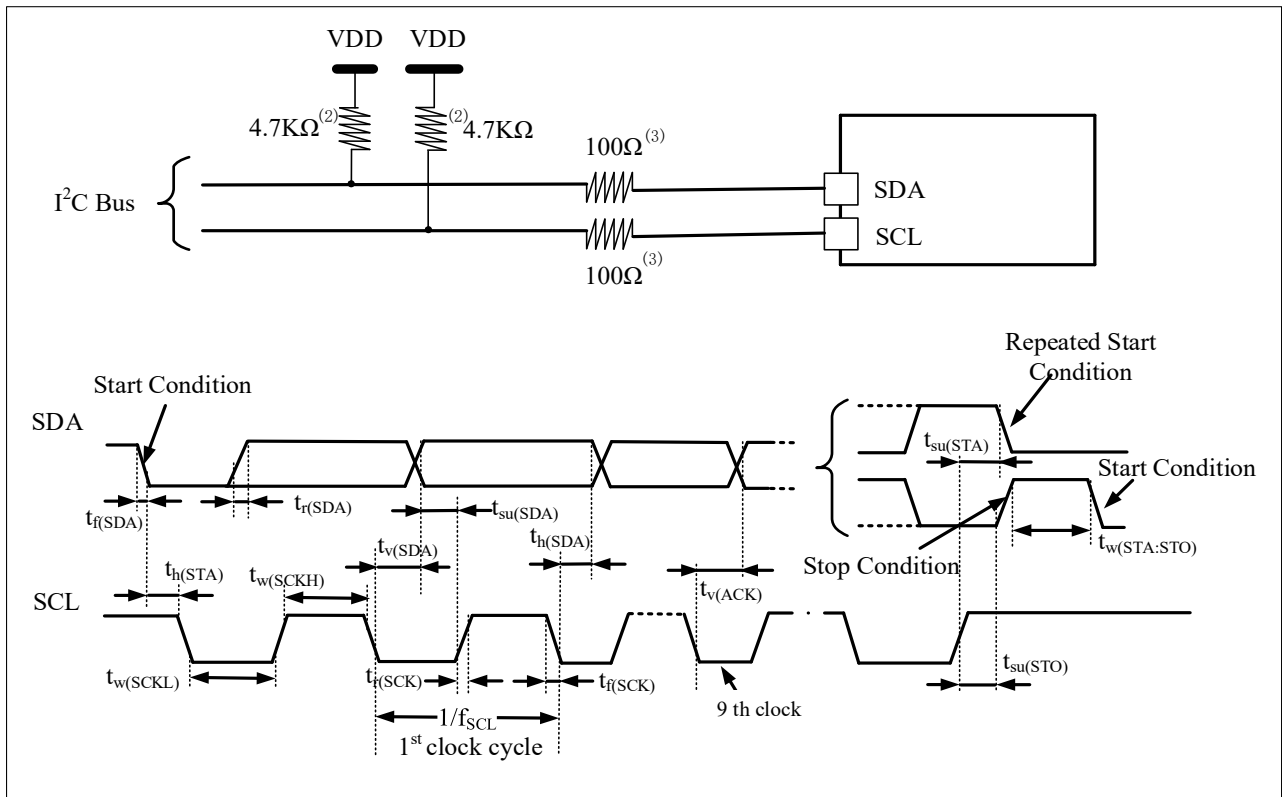 VDD VDD
4.7KΩ(2) (2)4.7KΩ
100Ω(3)
I2C Bus
SDA
SCL
100Ω(3)
Repeated Start
Condition
Start Condition
SDA
tsu(STA)
Start Condition
tf(SDA)
tr(SDA)
tsu(SDA)
tv(SDA)
th(SDA)
tw(STA:STO)
Stop Condition
th(STA)
tw(SCKH)
tv(ACK)
SCL
tw(SCKL)
tr(SCK)
tf(SCK)
tsu(STO)
9 th clock
1/fSCL
1st clock cycle